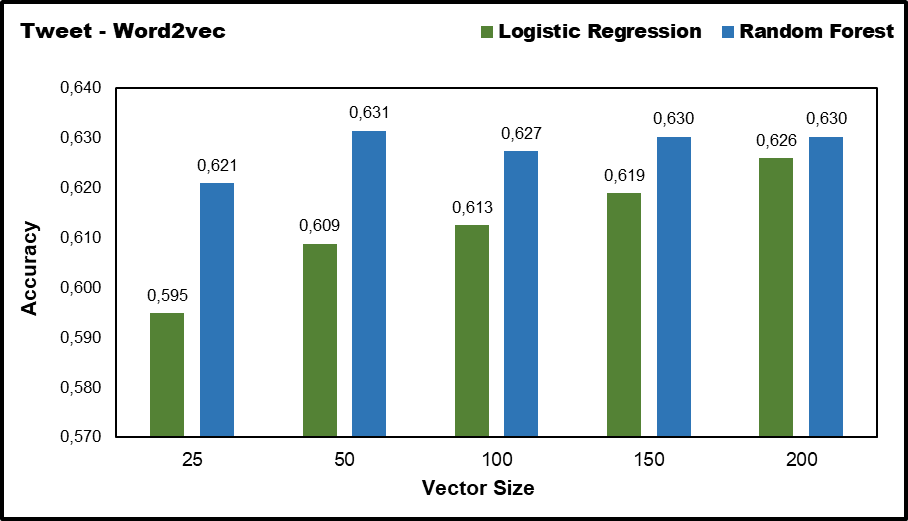 Tweet - Word2vec
Logistic Regression Random Forest
0,640
0,630
0,620
0,610
0,600
0,590
0,580
0,570
Accuracy
0,595 0,621 0,609 0,631 0,613 0,627 0,619 0,630 0,626 0,630
25 50 100 150 200
Vector Size